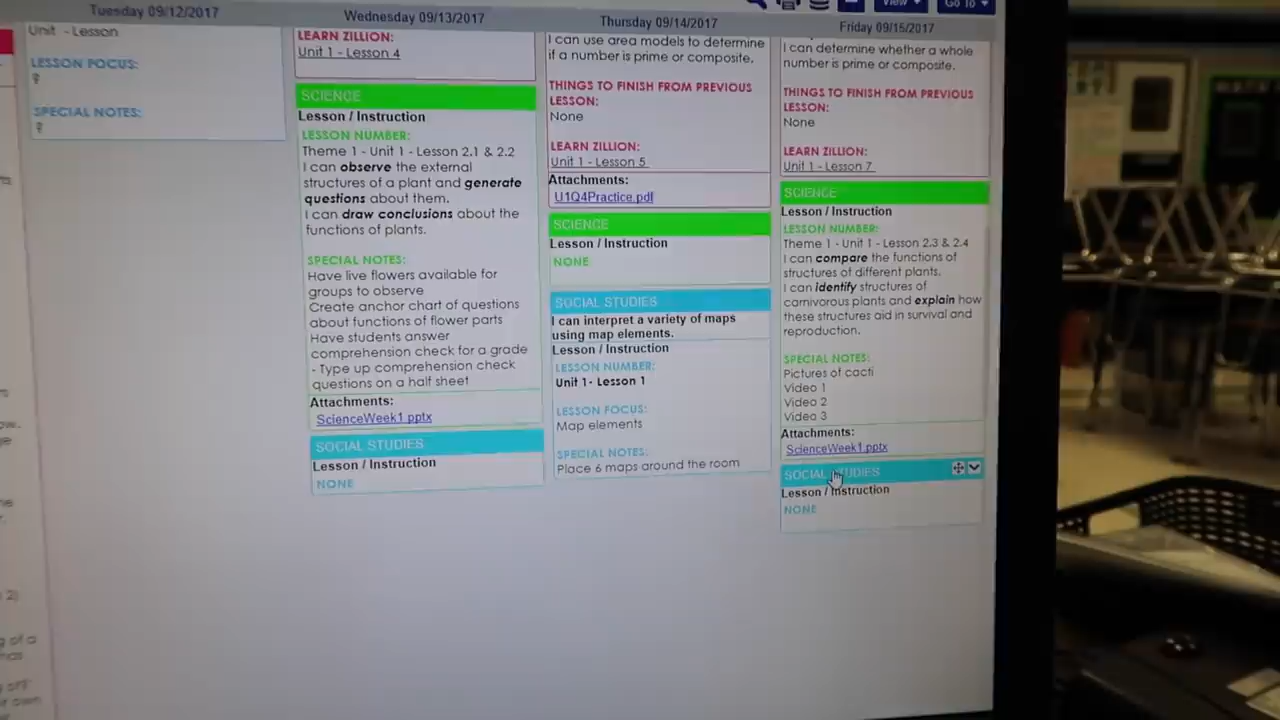 Tuesday 09/12/2017
Unit - Lesson
LESSON FOCUS:
?
SPECIAL NOTES:
?
Wednesday 09/13/2017
LEARN ZILLION:
Unit 1 - Lesson 4
SCIENCE
Lesson / Instruction
LESSON NUMBER:
Theme 1 - Unit 1 - Lesson 2.1 & 2.2
I can observe the external
structures of a plant and generate
questions about them.
I can draw conclusions about the
functions of plants.
SPECIAL NOTES:
Have live flowers available for
groups to observe
Create anchor chart of questions
about functions of flower parts
Have students answer
comprehension check for a grade
- Type up comprehension check
questions on a half sheet
Attachments:
ScienceWeek1.pptx
SOCIAL STUDIES
Lesson / Instruction
NONE
Thursday 09/14/2017
I can use area models to determine
if a number is prime or composite.
THINGS TO FINISH FROM PREVIOUS
LESSON:
None
LEARN ZILLION:
Unit 1 - Lesson 5
Attachments:
U1Q4Practice.pdf
SCIENCE
Lesson / Instruction
NONE
SOCIAL STUDIES
I can interpret a variety of maps
using map elements.
Lesson / Instruction
LESSON NUMBER:
Unit 1- Lesson 1
LESSON FOCUS:
Map elements
SPECIAL NOTES:
Place 6 maps around the room
View
Go To
Friday 09/15/2017
I can determine whether a whole
number is prime or composite.
THINGS TO FINISH FROM PREVIOUS
LESSON:
None
LEARN ZILLION:
Unit 1 - Lesson 7
SCIENCE
Lesson / Instruction
LESSON NUMBER:
Theme 1 - Unit 1 - Lesson 2.3 & 2.4
I can compare the functions of
structures of different plants.
I can identify structures of
carnivorous plants and explain how
these structures aid in survival and
reproduction.
SPECIAL NOTES:
Pictures of cacti
Video 1
Video 2
Video 3
Attachments:
ScienceWeek1.pptx
SOCIAL STUDIES
Lesson / Instruction
NONE